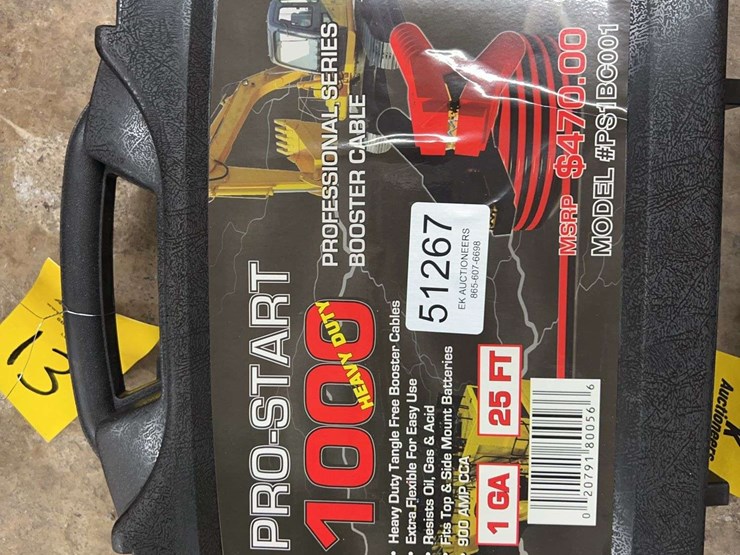 PRO-START
1000
HEAVY DUTY
PROFESSIONAL SERIES
BOOSTER CABLE
• Heavy Duty Tangle Free Booster Cables
• Extra Flexible For Easy Use
• Resists Oil, Gas & Acid
• Fits Top & Side Mount Batteries
• 900 AMP CCA
1 GA
25 FT
51267
EK AUCTIONEERS
865-607-6698
MSRP $470.00
MODEL #PS1BC001
0 20791 80056 6
13
K
Auctioneers